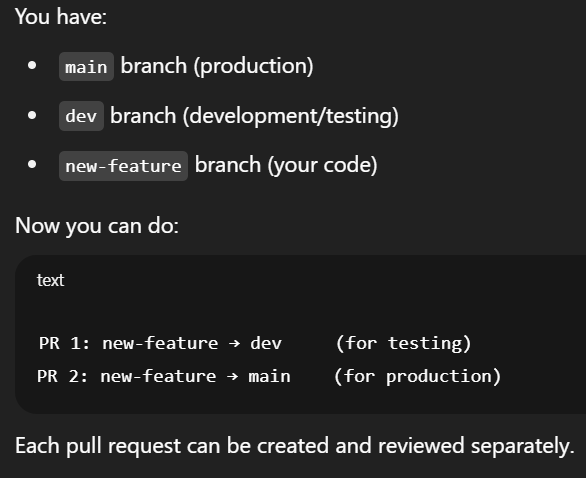 You have:
main branch (production)
dev branch (development/testing)
new-feature branch (your code)
Now you can do:
text
PR 1: new-feature → dev (for testing)
PR 2: new-feature → main (for production)
Each pull request can be created and reviewed separately.